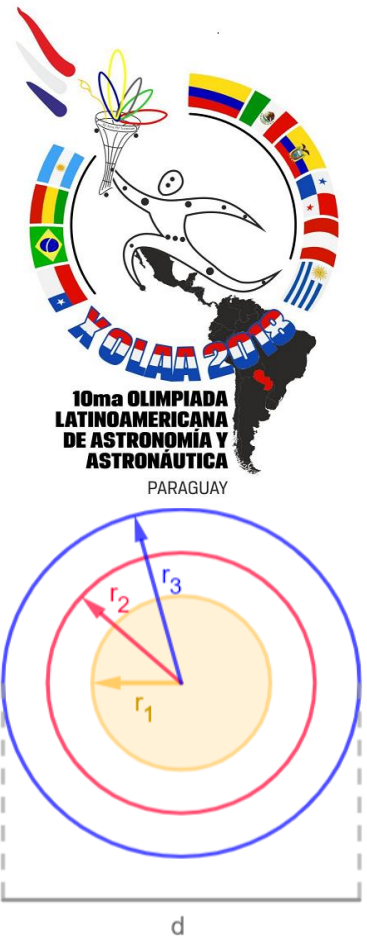 XOLAA 2018
10ma OLIMPIADA
LATINOAMERICANA
DE ASTRONOMÍA Y
ASTRONÁUTICA
PARAGUAY
r3
r2
r1
d